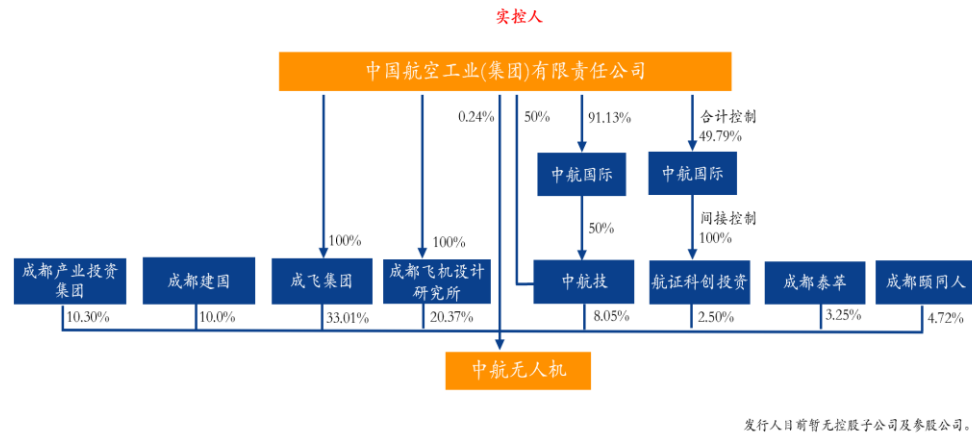 实控人
中国航空工业(集团)有限责任公司
0.24%
50%
91.13%
合计控制
49.79%
中航国际
中航国际
50%
间接控制
100%
100%
100%
成都产业投资
集团
成都建国
成飞集团
成都飞机设计
研究所
中航技
航证科创投资
成都泰萃
成都颐同人
10.30%
10.0%
33.01%
20.37%
8.05%
2.50%
3.25%
4.72%
中航无人机
发行人目前暂无控股子公司及参股公司。